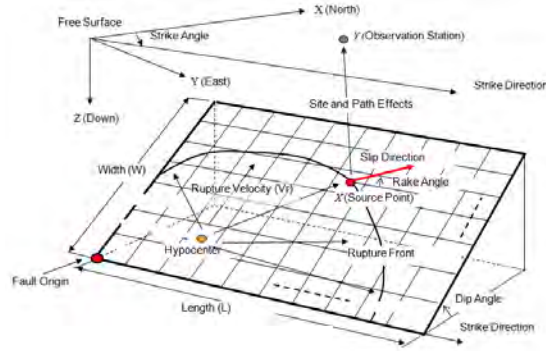 Free Surface
X (North)
Strike Angle
Y (Observation Station)
Y (East)
Strike Direction
Z (Down)
Site and Path Effects
Slip Direction
Width (W)
Rupture Velocity (Vr)
Rake Angle
X (Source Point)
Hypocenter
Rupture Front
Fault Origin
Length (L)
Dip Angle
Strike Direction